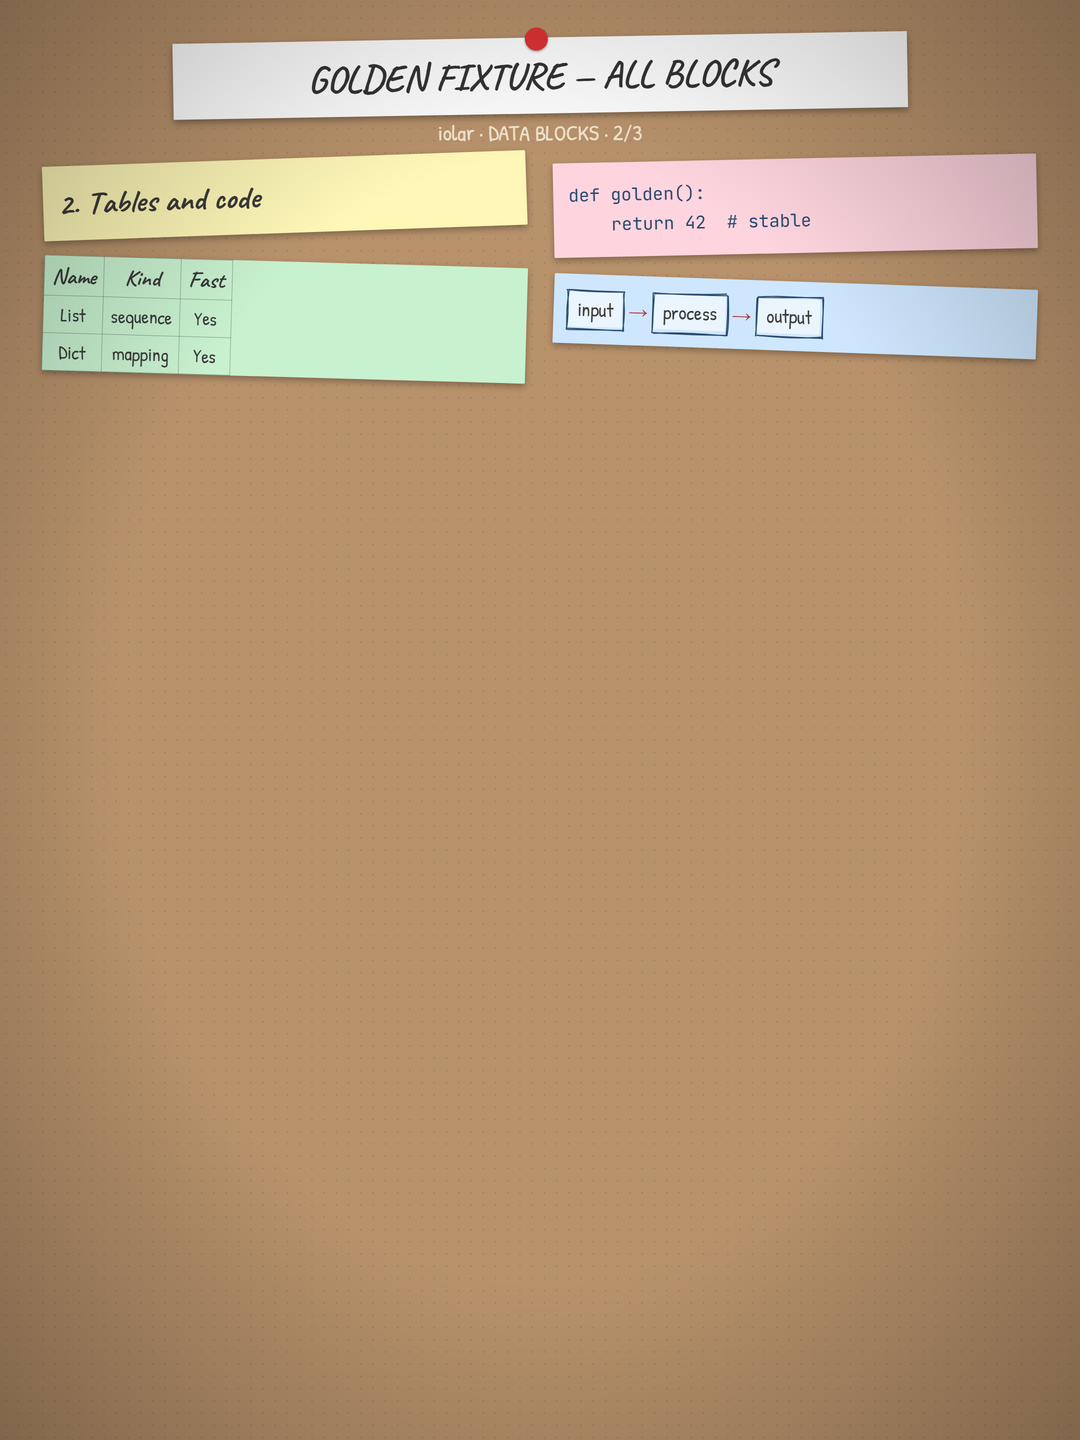 GOLDEN FIXTURE – ALL BLOCKS
iolar · DATA BLOCKS · 2/3
2. Tables and code
Name Kind Fast
List sequence Yes
Dict mapping Yes
def golden():
    return 42  # stable
input → process → output